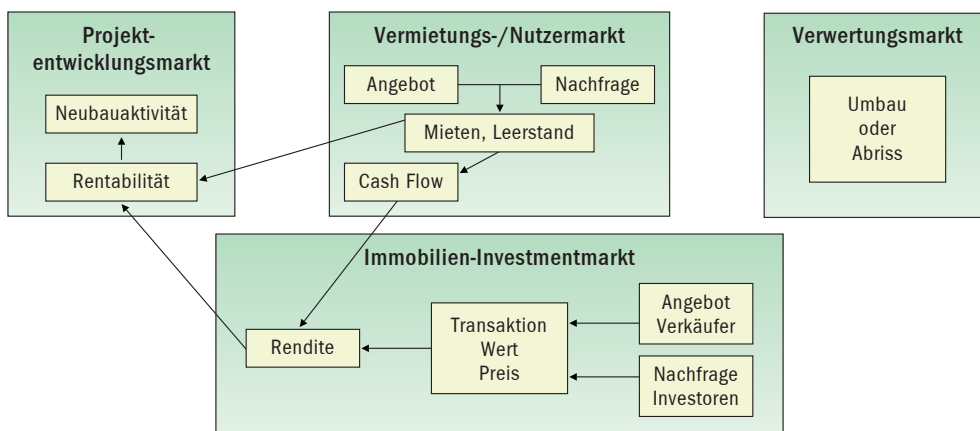 Projekt-
entwicklungsmarkt
Neubauaktivität
Rentabilität
Vermietungs-/Nutzermarkt
Angebot
Nachfrage
Mieten, Leerstand
Cash Flow
Verwertungsmarkt
Umbau
oder
Abriss
Immobilien-Investmentmarkt
Rendite
Transaktion
Wert
Preis
Angebot
Verkäufer
Nachfrage
Investoren